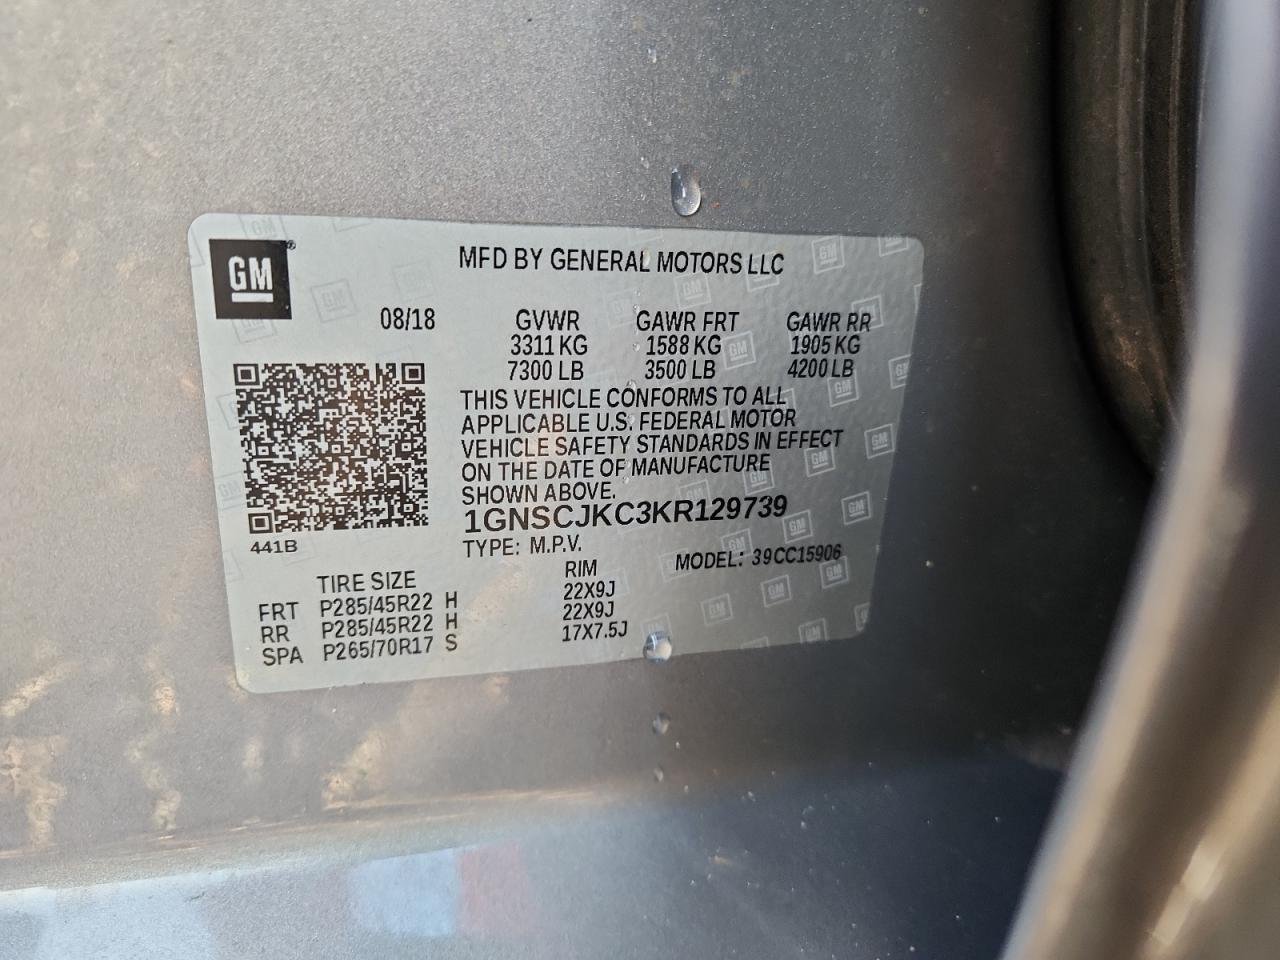 GM
MFD BY GENERAL MOTORS LLC
08/18 GVWR GAWR FRT GAWR RR
3311 KG 1588 KG 1905 KG
7300 LB 3500 LB 4200 LB
THIS VEHICLE CONFORMS TO ALL
APPLICABLE U.S. FEDERAL MOTOR
VEHICLE SAFETY STANDARDS IN EFFECT
ON THE DATE OF MANUFACTURE
SHOWN ABOVE.
1GNSCJKC3KR129739
441B
TYPE: M.P.V. MODEL: 39CC15906
TIRE SIZE RIM
FRT P285/45R22 H 22X9J
RR P285/45R22 H 22X9J
SPA P265/70R17 S 17X7.5J